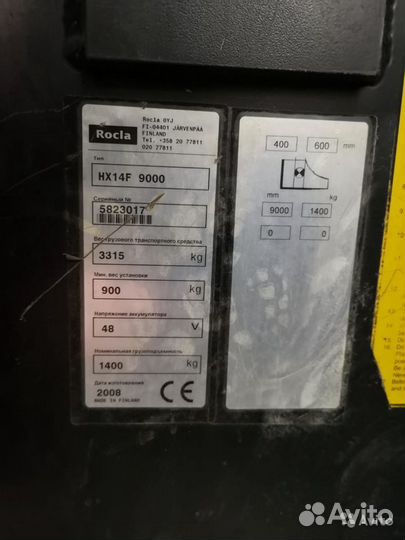 Rocla
Rocla OYJ
FI-04401 JÄRVENPÄÄ
FINLAND
Tel. +358 20 77811
020 77811
Тип
HX14F 9000
Серийный №
5823017
Вес грузового транспортного средства
3315 kg
Мин. вес установки
900 kg
Напряжение аккумулятора
48 V
Номинальная грузоподъемность
1400 kg
Дата изготовления
2008
MADE IN FINLAND
CE
400 600 mm
mm kg
9000 1400
0 0
Avito
Avito